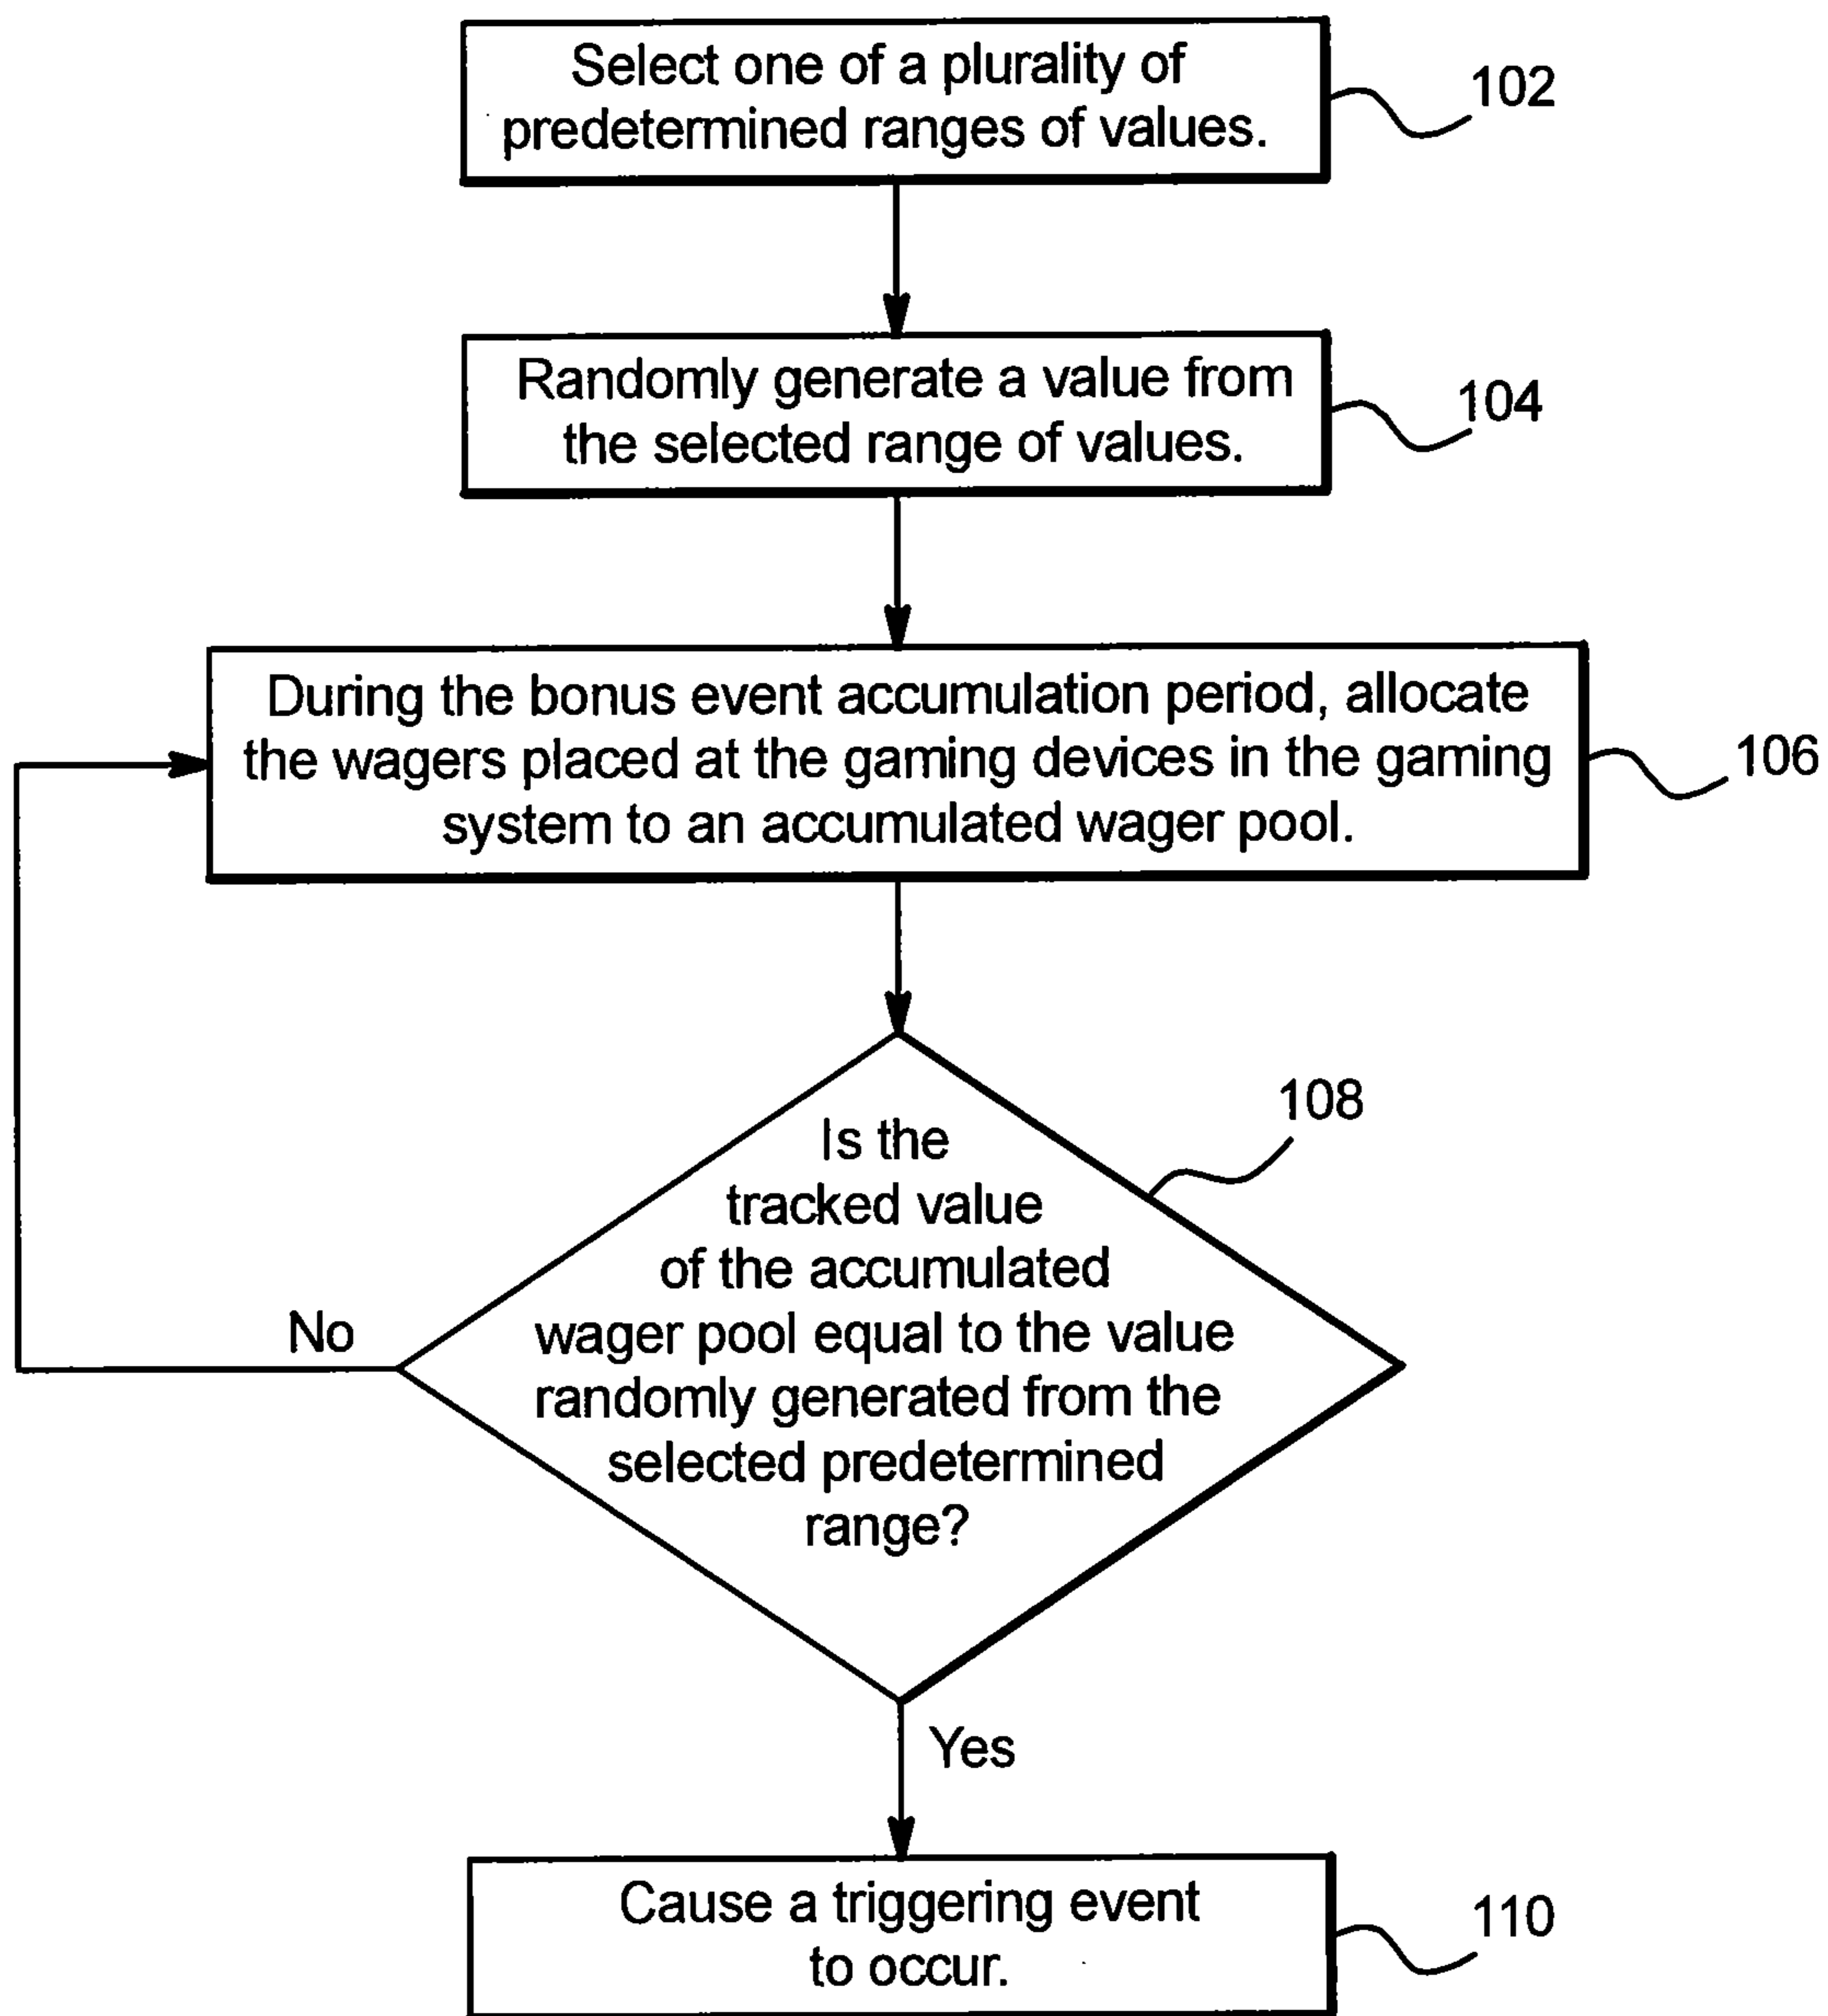 Select one of a plurality of
predetermined ranges of values.
102
Randomly generate a value from
the selected range of values.
104
During the bonus event accumulation period, allocate
the wagers placed at the gaming devices in the gaming
system to an accumulated wager pool.
106
Is the
tracked value
of the accumulated
wager pool equal to the value
randomly generated from the
selected predetermined
range?
108
No
Yes
Cause a triggering event
to occur.
110